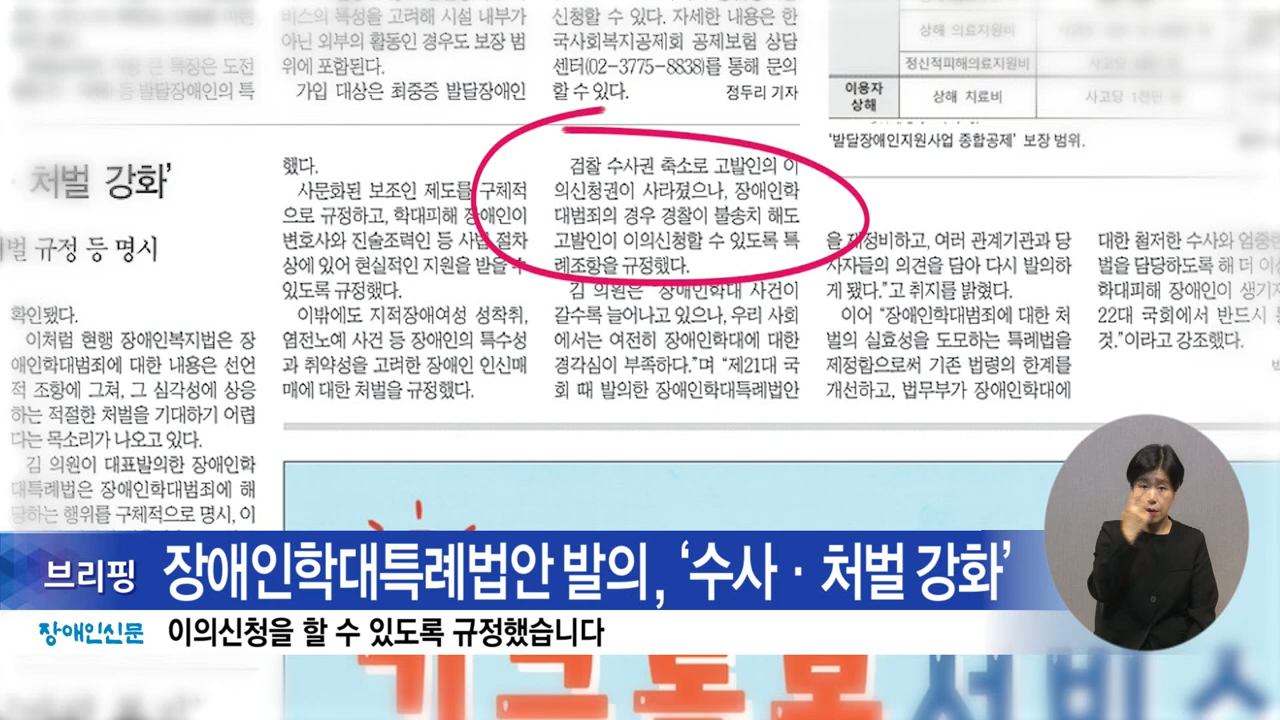 비스의 특성을 고려해 시설 내부가
아닌 외부의 활동인 경우도 보장 범
위에 포함된다.
가입 대상은 최중증 발달장애인
특징은 도전
등 발달장애인의 특
신청할 수 있다. 자세한 내용은 한
국사회복지공제회 공제보험 상담
센터(02-3775-8838)를 통해 문의
할 수 있다.
정두리 기자
상해 의료지원비
정신적피해의료지원비
사고당
이용자
상해
상해 치료비
사고당 1천만
'발달장애인지원사업 종합공제' 보장 범위.
· 처벌 강화'
벌 규정 등 명시
확인됐다.
이처럼 현행 장애인복지법은 장
애인학대범죄에 대한 내용은 선언
적 조항에 그쳐, 그 심각성에 상응
하는 적절한 처벌을 기대하기 어렵
다는 목소리가 나오고 있다.
김 의원이 대표발의한 장애인학
대특례법은 장애인학대범죄에 해
당하는 행위를 구체적으로 명시, 이
했다.
사문화된 보조인 제도를 구체적
으로 규정하고, 학대피해 장애인이
변호사와 진술조력인 등 사법 절차
상에 있어 현실적인 지원을 받을 수
있도록 규정했다.
이밖에도 지적장애여성 성학취,
염전노예 사건 등 장애인의 특수성
과 취약성을 고려한 장애인 인신매
매에 대한 처벌을 규정했다.
검찰 수사권 축소로 고발인의 이
의신청권이 사라졌으나, 장애인학
대범죄의 경우 경찰이 불송치 해도
고발인이 이의신청할 수 있도록 특
례조항을 규정했다.
김 의원은 "장애인학대 사건이
갈수록 늘어나고 있으나, 우리 사회
에서는 여전히 장애인학대에 대한
경각심이 부족하다."며 "제21대 국
회 때 발의한 장애인학대특례법안
을 재정비하고, 여러 관계기관과 당
사자들의 의견을 담아 다시 발의하
게 됐다."고 취지를 밝혔다.
이어 "장애인학대범죄에 대한 처
벌의 실효성을 도모하는 특례법을
제정함으로써 기존 법령의 한계를
개선하고, 법무부가 장애인학대에
대한 철저한 수사와 엄중한
벌을 담당하도록 해 더 이상
학대피해 장애인이 생기지
22대 국회에서 반드시
것."이라고 강조했다.
브리핑
장애인학대특례법안 발의, '수사 · 처벌 강화'
장애인신문
이의신청을 할 수 있도록 규정했습니다
서비스